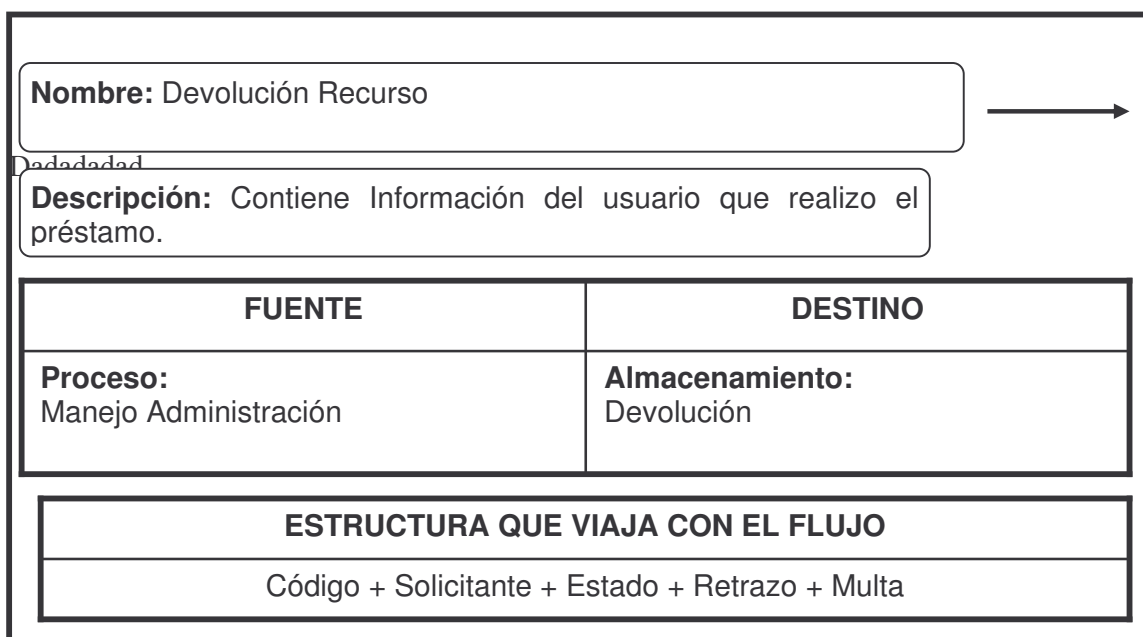 Nombre: Devolución Recurso
Dadadadad
Descripción: Contiene Información del usuario que realizo el
préstamo.
FUENTE
DESTINO
Proceso:
Almacenamiento:
Manejo Administración
Devolución
ESTRUCTURA QUE VIAJA CON EL FLUJO
Código + Solicitante + Estado + Retrazo + Multa